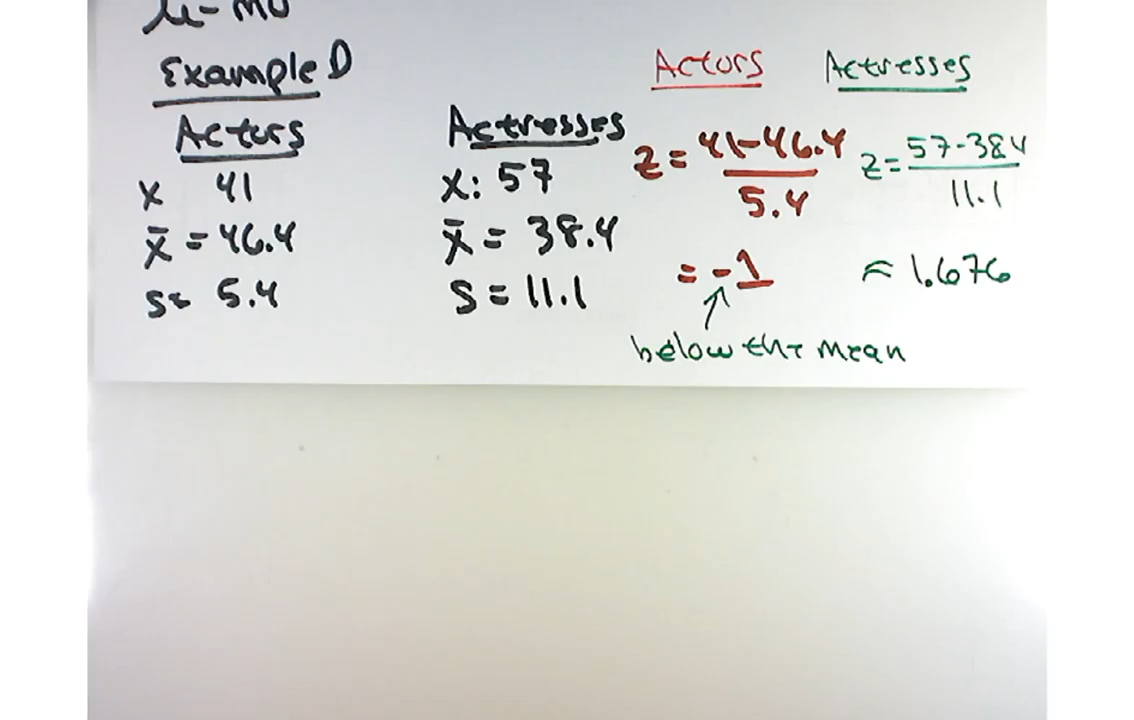 μ- mu
Example D
Actors
x 41
x̄ = 46.4
s= 5.4
Actresses
x: 57
x̄ = 38.4
S = 11.1
Actors
z = 41-46.4 / 5.4
= -1
below the mean
Actresses
z = 57-38.4 / 11.1
≈ 1.676